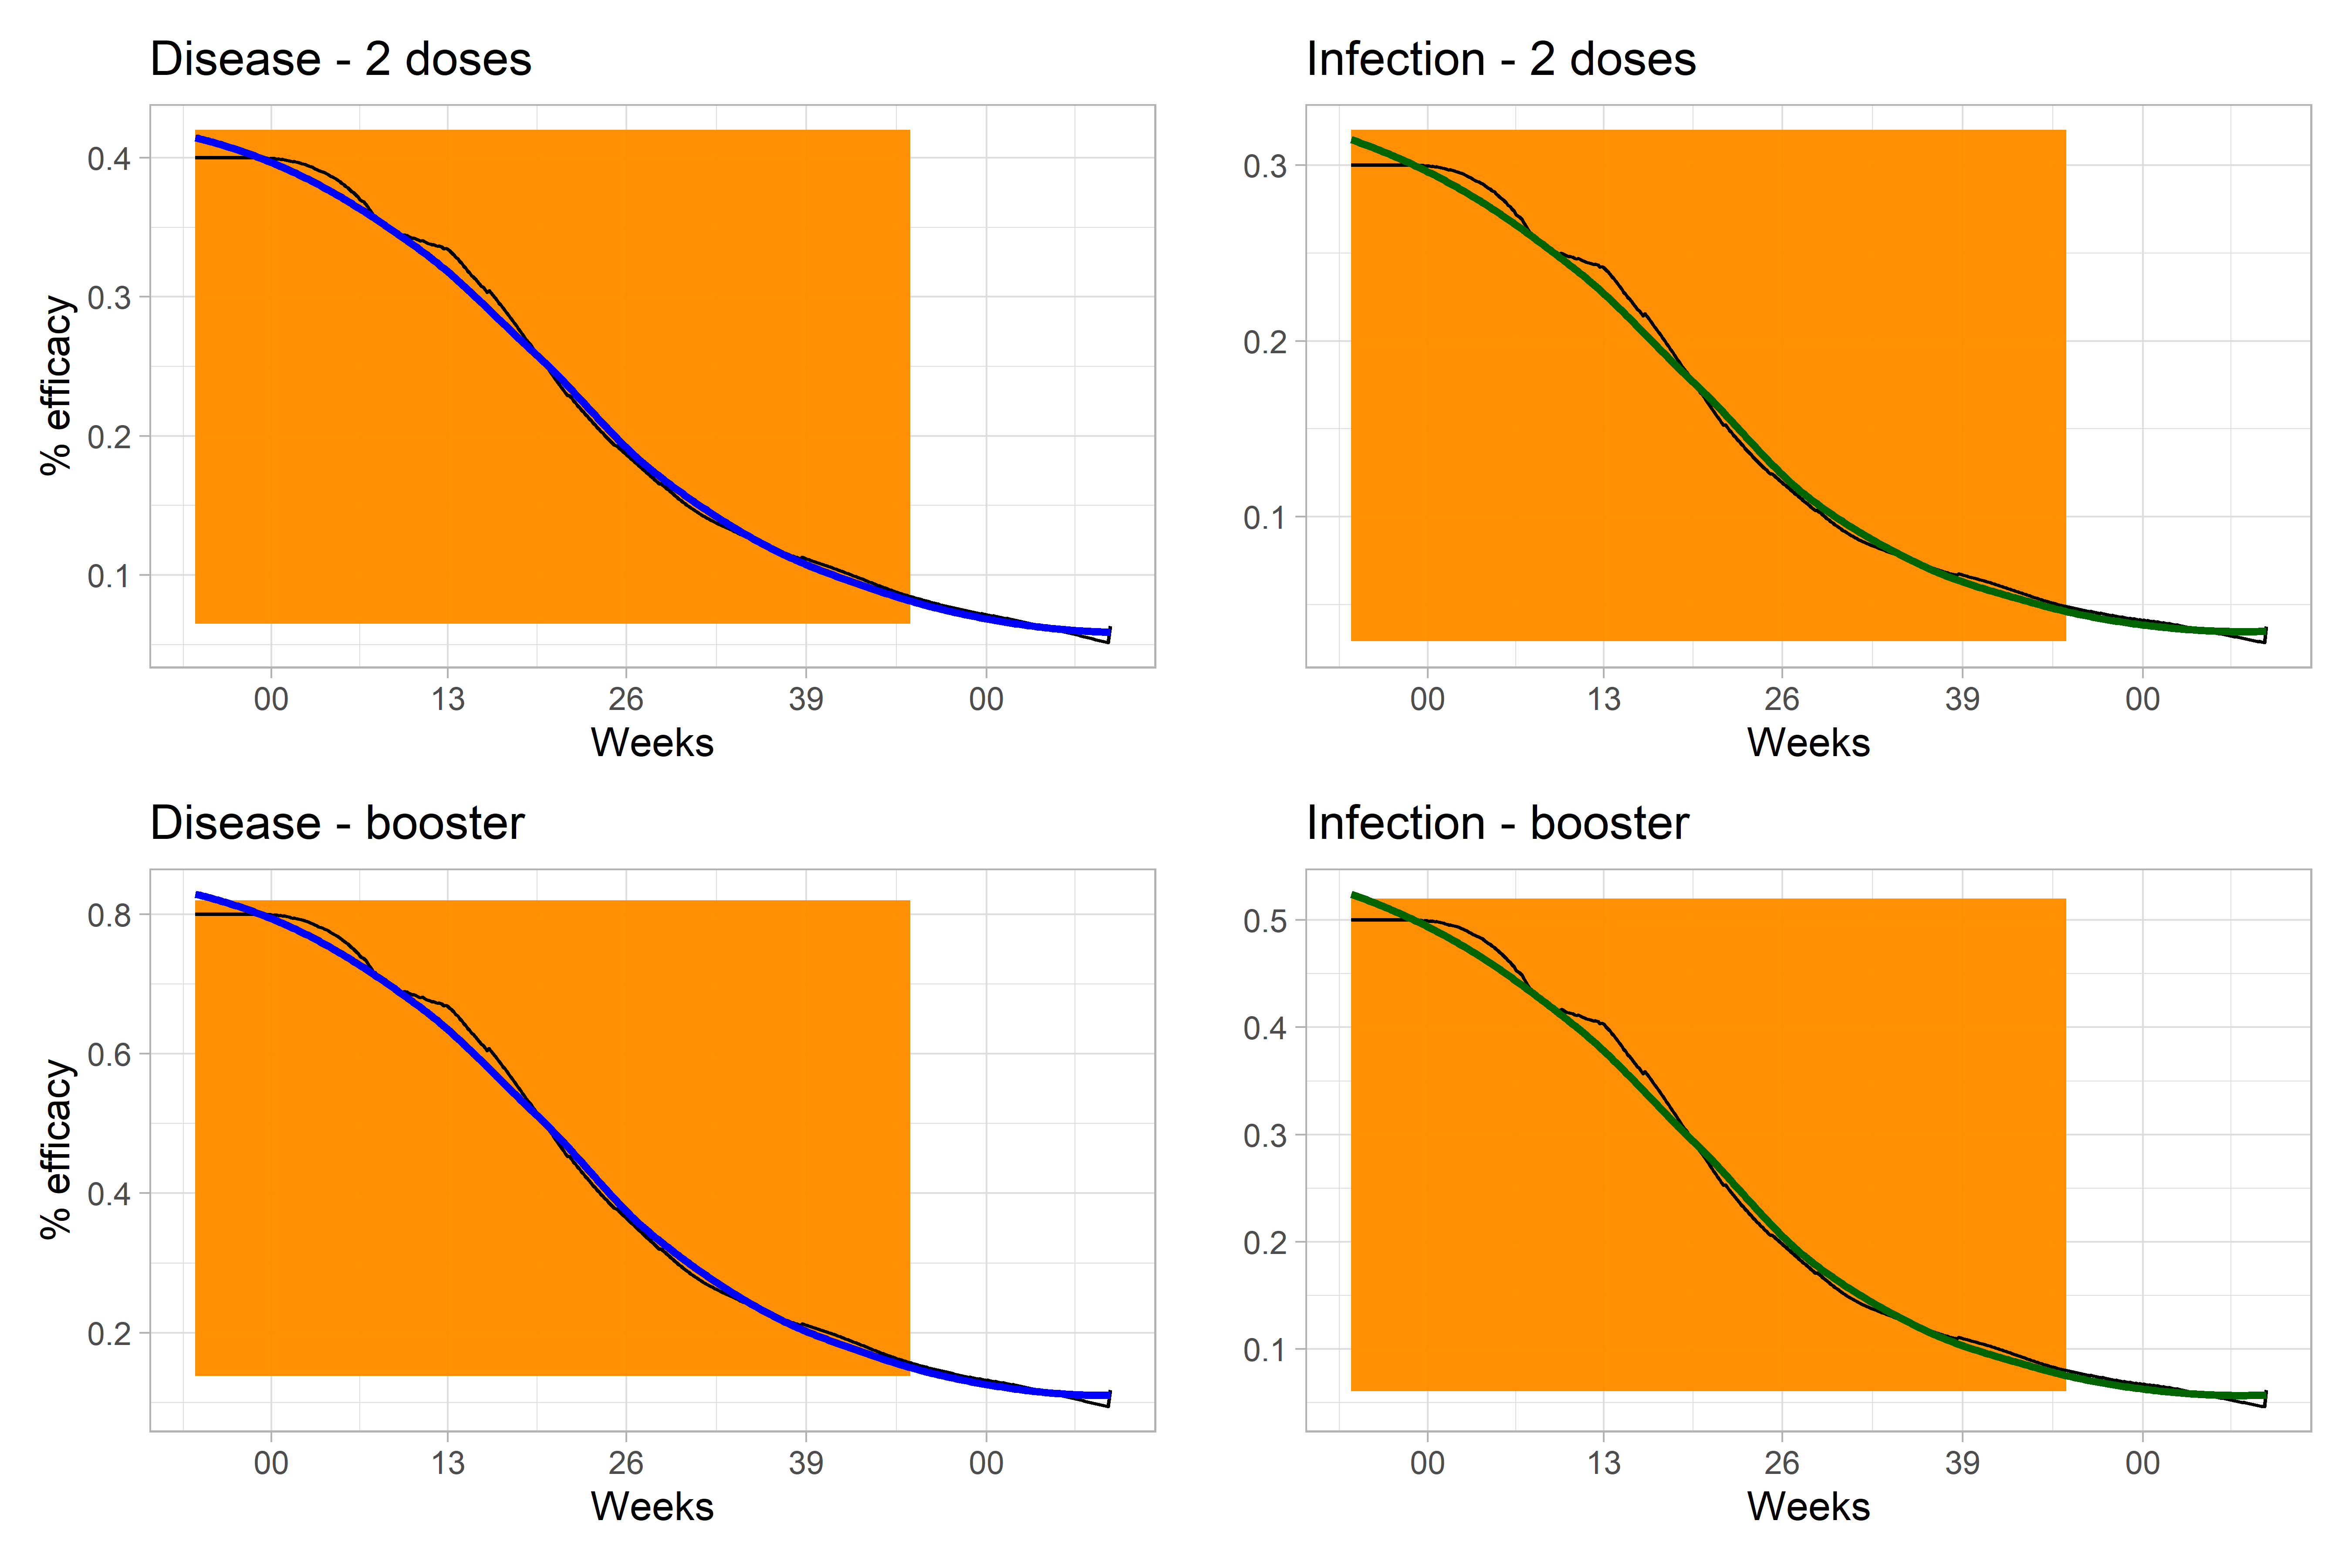 Disease - 2 doses
% efficacy
0.4
0.3
0.2
0.1
00 13 26 39 00
Weeks
Infection - 2 doses
0.3
0.2
0.1
00 13 26 39 00
Weeks
Disease - booster
% efficacy
0.8
0.6
0.4
0.2
00 13 26 39 00
Weeks
Infection - booster
0.5
0.4
0.3
0.2
0.1
00 13 26 39 00
Weeks